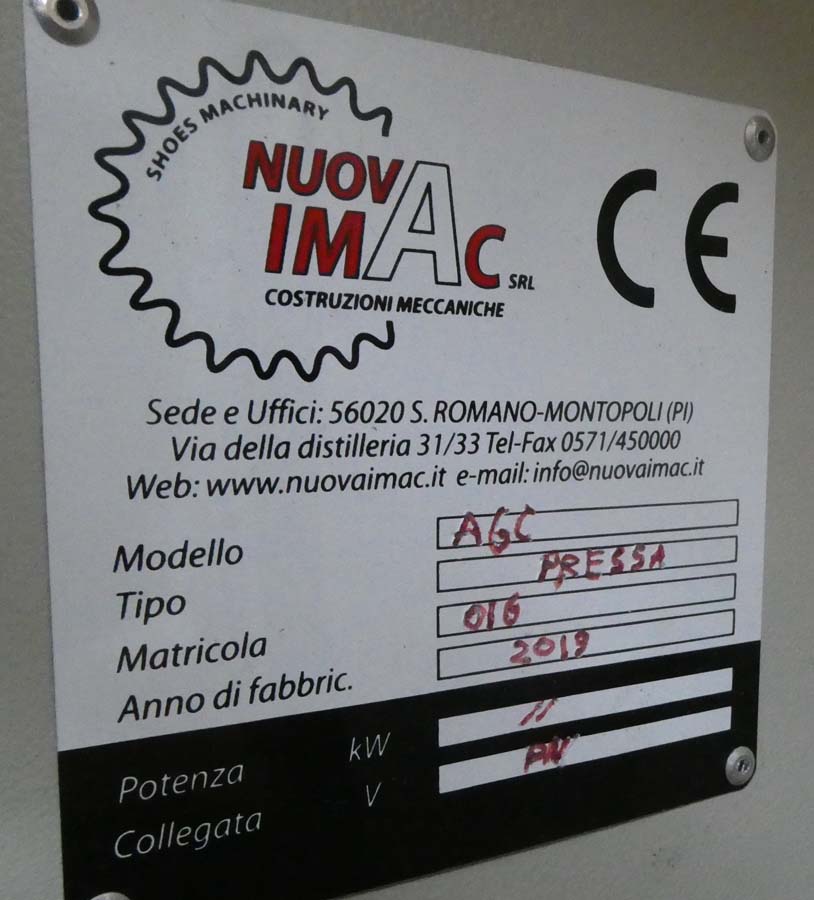 SHOES MACHINARY
NUOVA
IMAC SRL
COSTRUZIONI MECCANICHE
CE
Sede e Uffici: 56020 S. ROMANO-MONTOPOLI (PI)
Via della distilleria 31/33 Tel-Fax 0571/450000
Web: www.nuovaimac.it e-mail: info@nuovaimac.it
Modello AGC
Tipo PRESSA
Matricola 016
Anno di fabbric. 2019
Potenza kW //
Collegata V